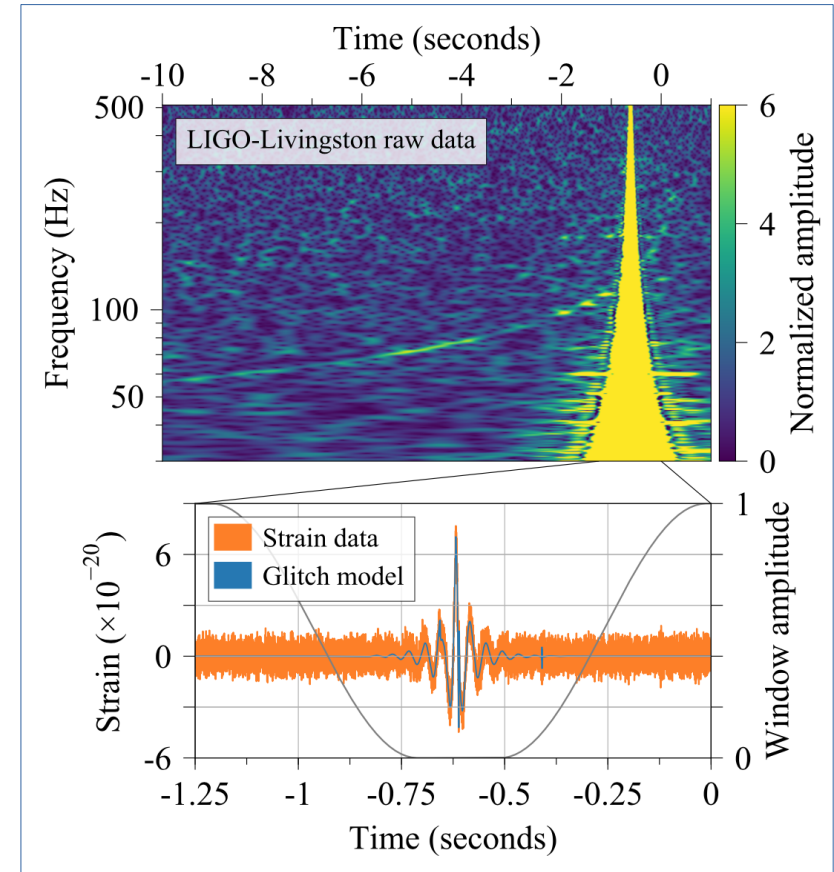 Time (seconds)
-10 -8 -6 -4 -2 0
500
100
50
Frequency (Hz)
LIGO-Livingston raw data
6
4
2
0
Normalized amplitude
Strain data
Glitch model
6
0
-6
Strain (×10⁻²⁰)
1
0
Window amplitude
-1.25 -1 -0.75 -0.5 -0.25 0
Time (seconds)